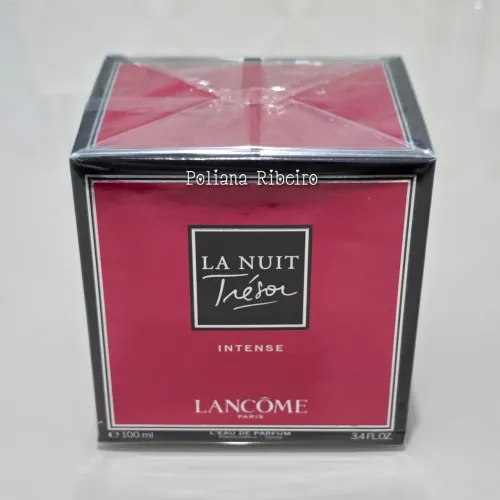 Poliana Ribeiro
LA NUIT
Trésor
INTENSE
LANCÔME
PARIS
L'EAU DE PARFUM
℮ 100 ml
3.4 FL.OZ.